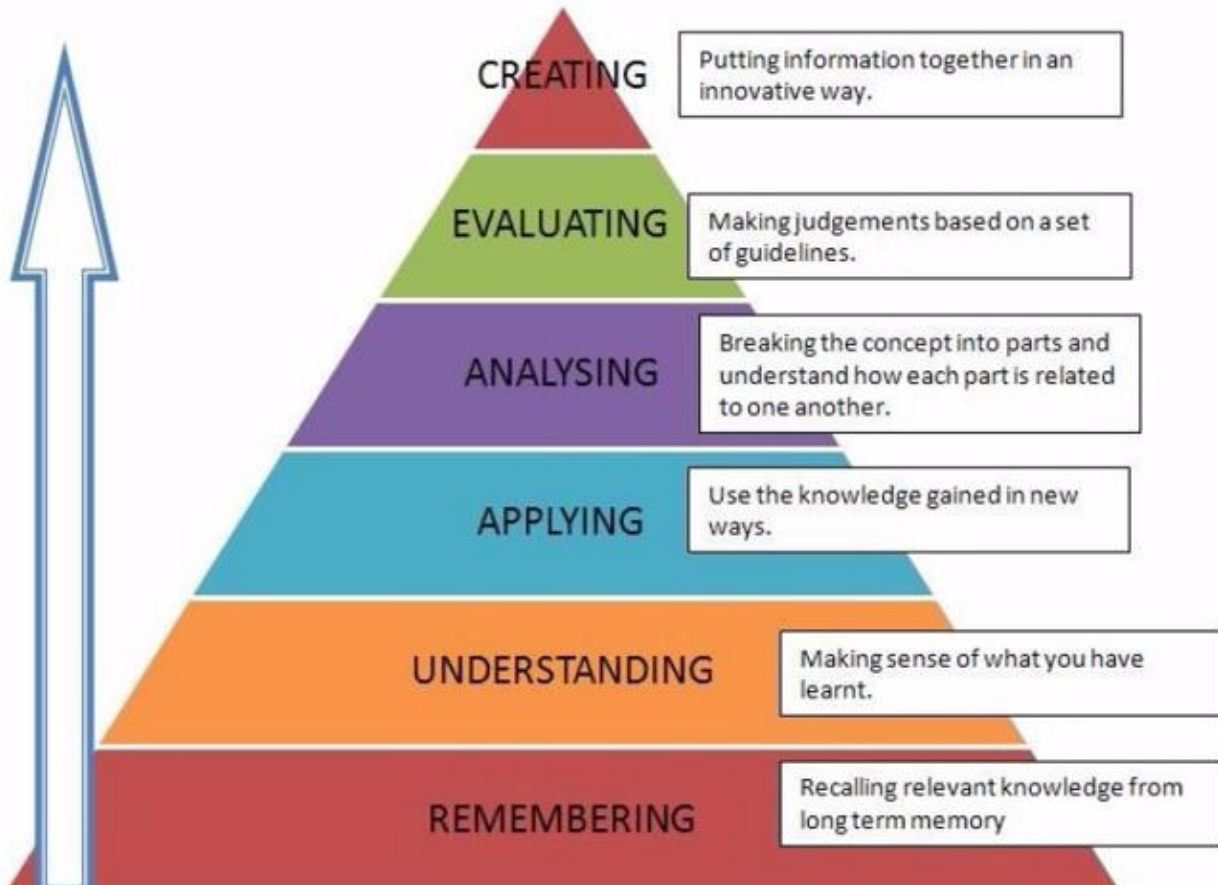 CREATING
Putting information together in an
innovative way.
EVALUATING
Making judgements based on a set
of guidelines.
ANALYSING
Breaking the concept into parts and
understand how each part is related
to one another.
APPLYING
Use the knowledge gained in new
ways.
UNDERSTANDING
Making sense of what you have
learnt.
REMEMBERING
Recalling relevant knowledge from
long term memory